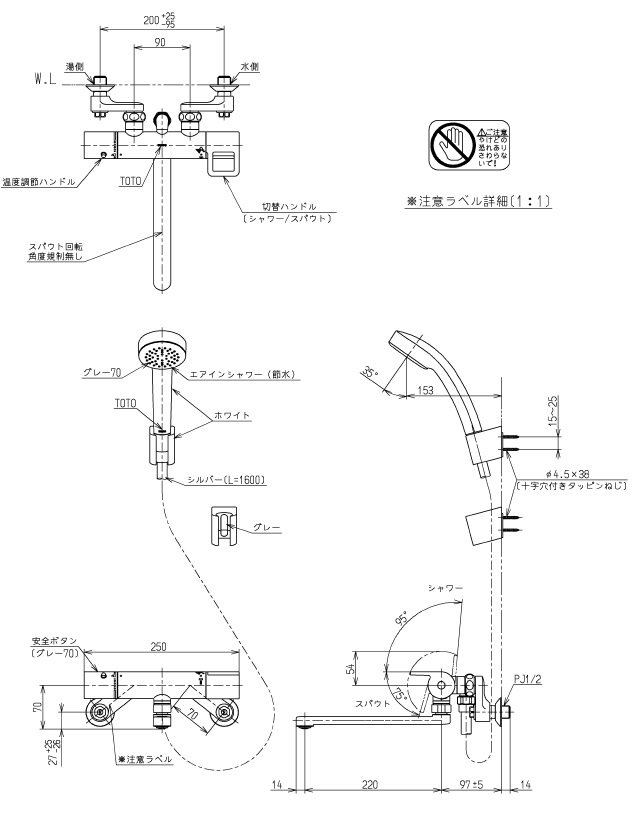 200 +25 -95
90
湯側
水側
W.L
温度調節ハンドル
TOTO
切替ハンドル
(シャワー/スパウト)
スパウト回転
角度規制無し
⚠ご注意
やけどの
恐れあり
さわらな
いで!
※注意ラベル詳細(1:1)
グレー70
エアインシャワー(節水)
TOTO
ホワイト
シルバー(L=1600)
グレー
35°
153
15~25
φ4.5×38
(十字穴付きタッピンねじ)
安全ボタン
(グレー70)
250
70
27 +25 -26
70
※注意ラベル
シャワー
95°
54
75°
スパウト
PJ1/2
14
220
97±5
14